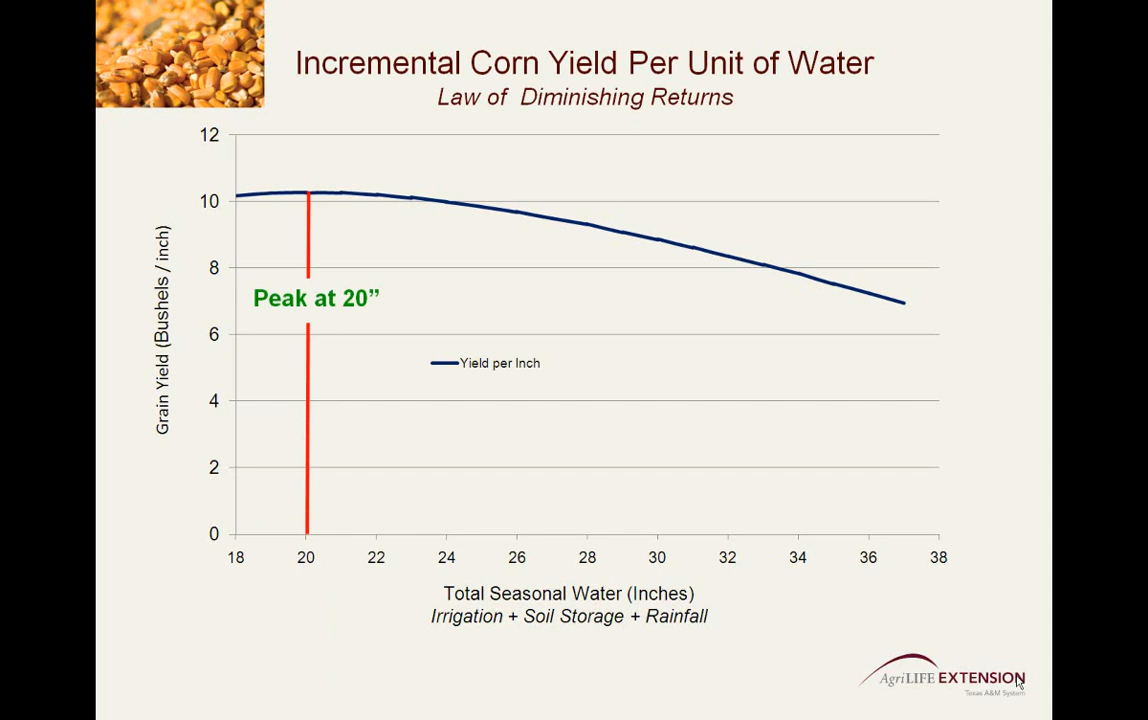 Incremental Corn Yield Per Unit of Water
Law of Diminishing Returns
12
10
8
6
4
2
0
Grain Yield (Bushels / inch)
Peak at 20”
Yield per Inch
18 20 22 24 26 28 30 32 34 36 38
Total Seasonal Water (Inches)
Irrigation + Soil Storage + Rainfall
AgriLIFE EXTENSION
Texas A&M System